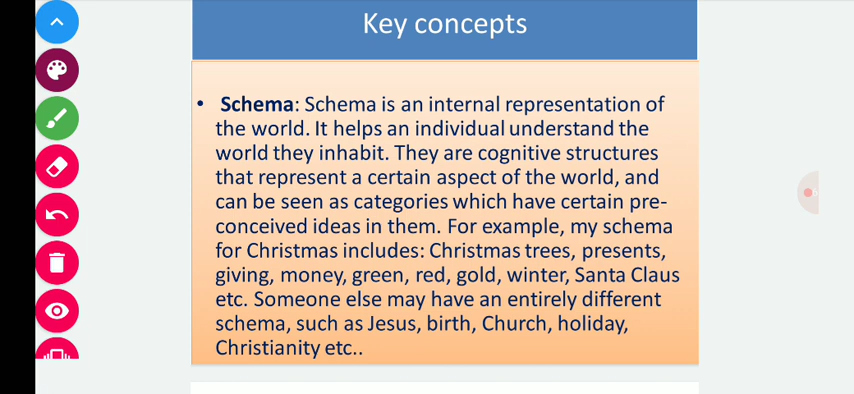 Key concepts
• Schema: Schema is an internal representation of
the world. It helps an individual understand the
world they inhabit. They are cognitive structures
that represent a certain aspect of the world, and
can be seen as categories which have certain pre-
conceived ideas in them. For example, my schema
for Christmas includes: Christmas trees, presents,
giving, money, green, red, gold, winter, Santa Claus
etc. Someone else may have an entirely different
schema, such as Jesus, birth, Church, holiday,
Christianity etc..